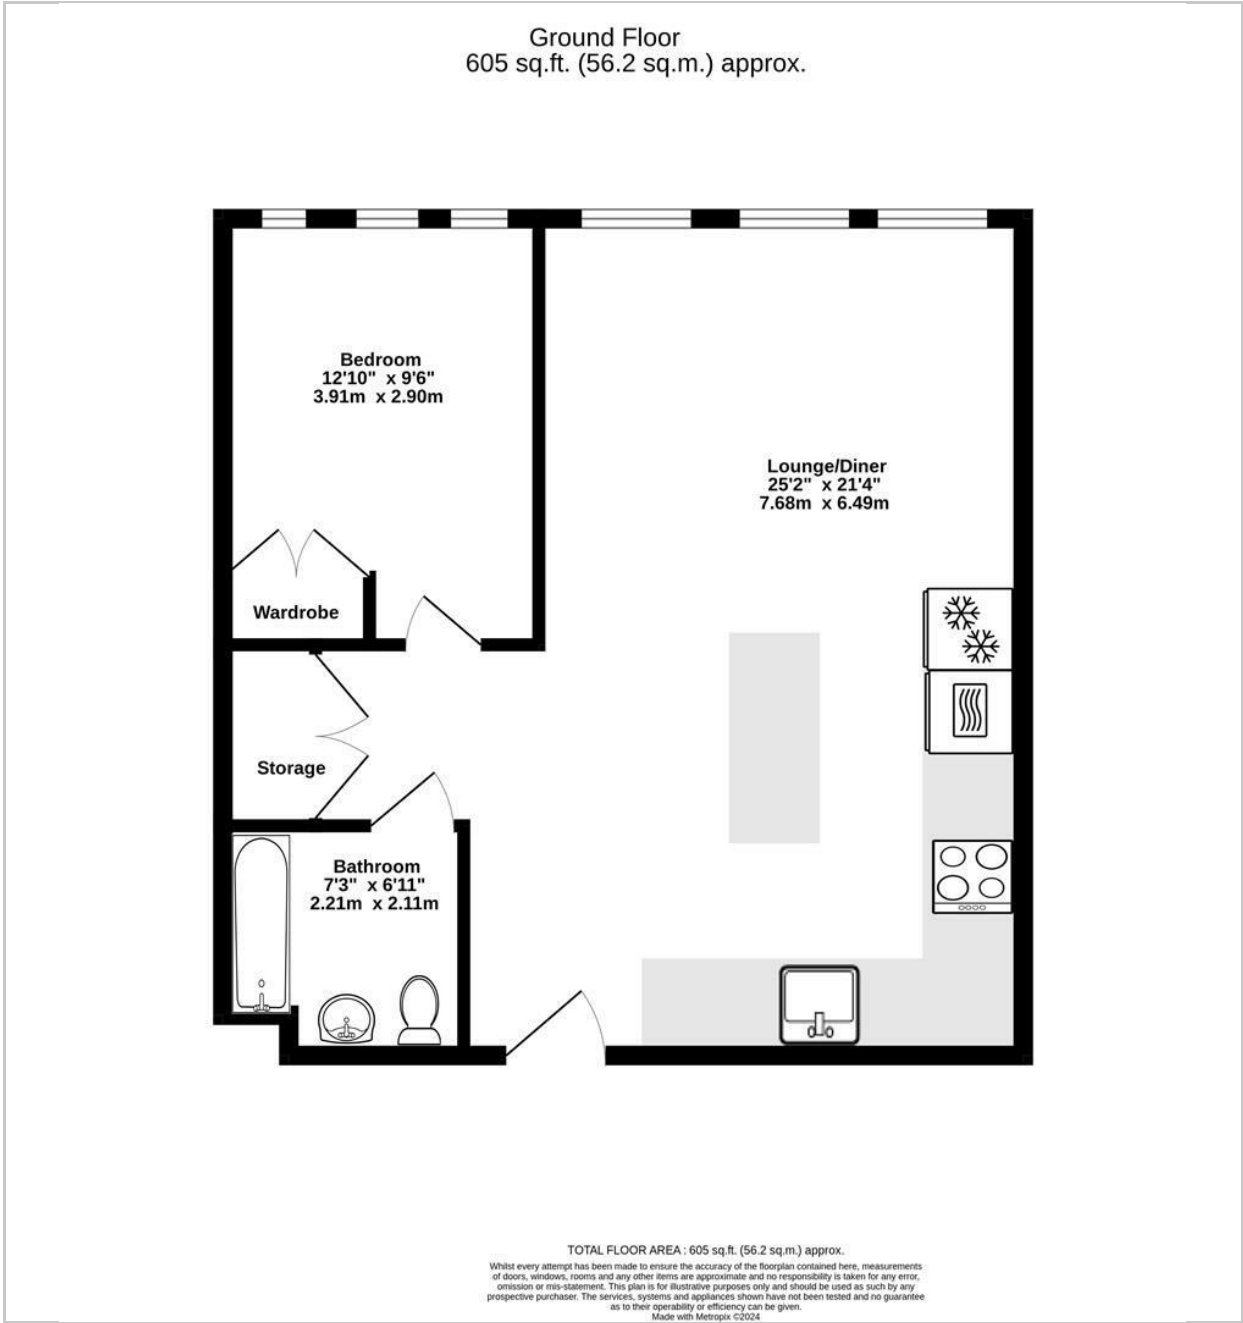 Ground Floor
605 sq.ft. (56.2 sq.m.) approx.
Bedroom
12'10" x 9'6"
3.91m x 2.90m
Lounge/Diner
25'2" x 21'4"
7.68m x 6.49m
Wardrobe
Storage
Bathroom
7'3" x 6'11"
2.21m x 2.11m
TOTAL FLOOR AREA : 605 sq.ft. (56.2 sq.m.) approx.
Whilst every attempt has been made to ensure the accuracy of the floorplan contained here, measurements
of doors, windows, rooms and any other items are approximate and no responsibility is taken for any error,
omission or mis-statement. This plan is for illustrative purposes only and should be used as such by any
prospective purchaser. The services, systems and appliances shown have not been tested and no guarantee
as to their operability or efficiency can be given.
Made with Metropix ©2024